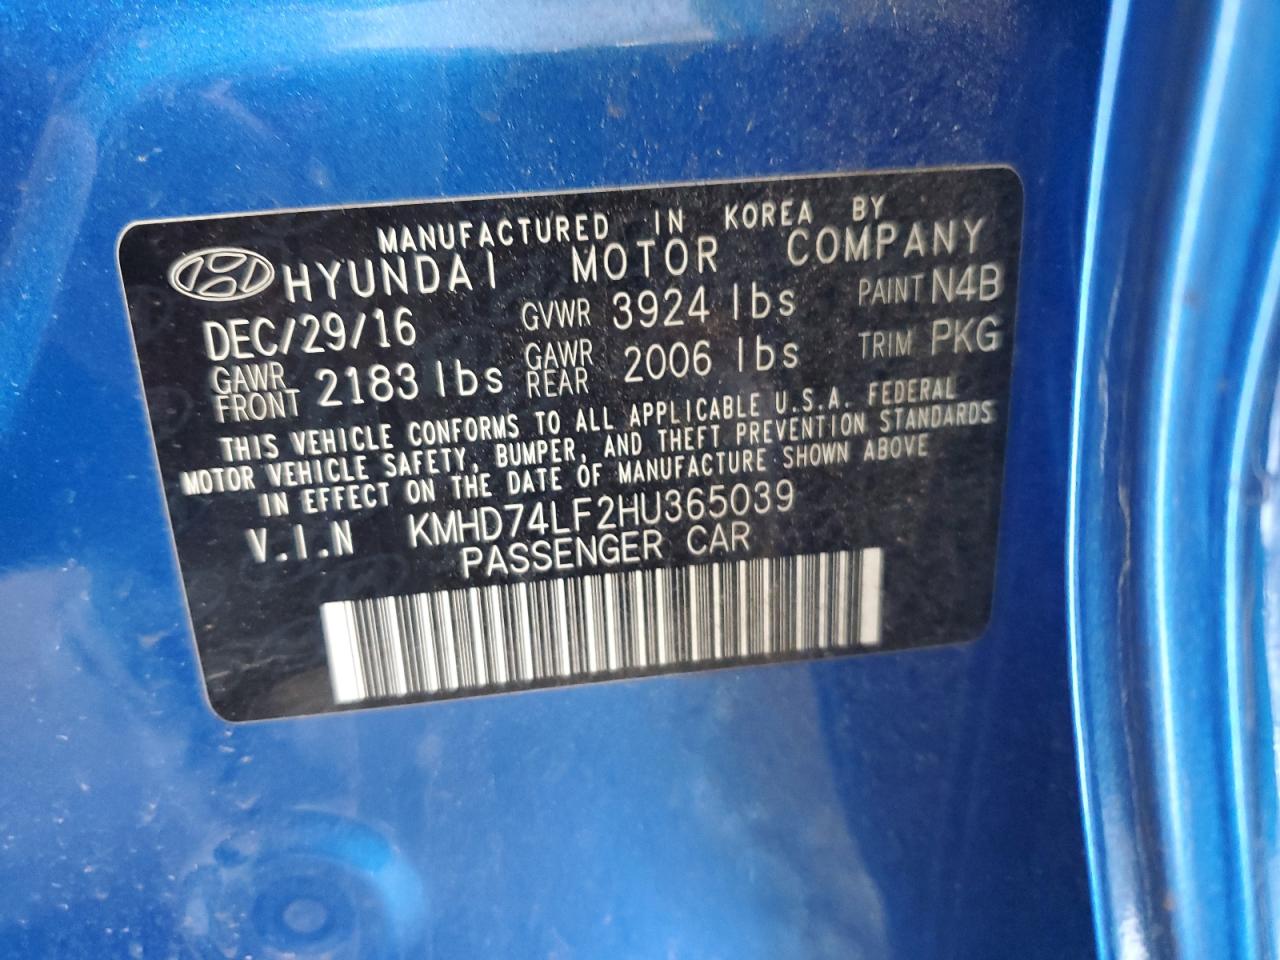 MANUFACTURED IN KOREA BY
HYUNDAI MOTOR COMPANY
DEC/29/16 GVWR 3924 lbs PAINT N4B
GAWR FRONT 2183 lbs GAWR REAR 2006 lbs TRIM PKG
THIS VEHICLE CONFORMS TO ALL APPLICABLE U.S.A. FEDERAL
MOTOR VEHICLE SAFETY, BUMPER, AND THEFT PREVENTION STANDARDS
IN EFFECT ON THE DATE OF MANUFACTURE SHOWN ABOVE
V.I.N KMHD74LF2HU365039
PASSENGER CAR